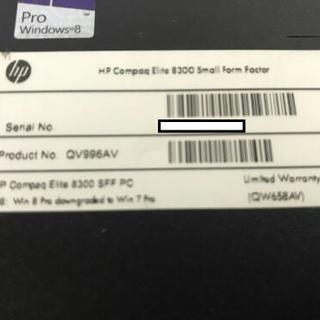 Pro
Windows 8
hp
HP Compaq Elite 8300 Small Form Factor
Serial No
Product No. QV996AV
P Compaq Elite 8300 SFF PC
Limited Warranty
8: Win 8 Pro downgraded to Win 7 Pro
(QW658AV)